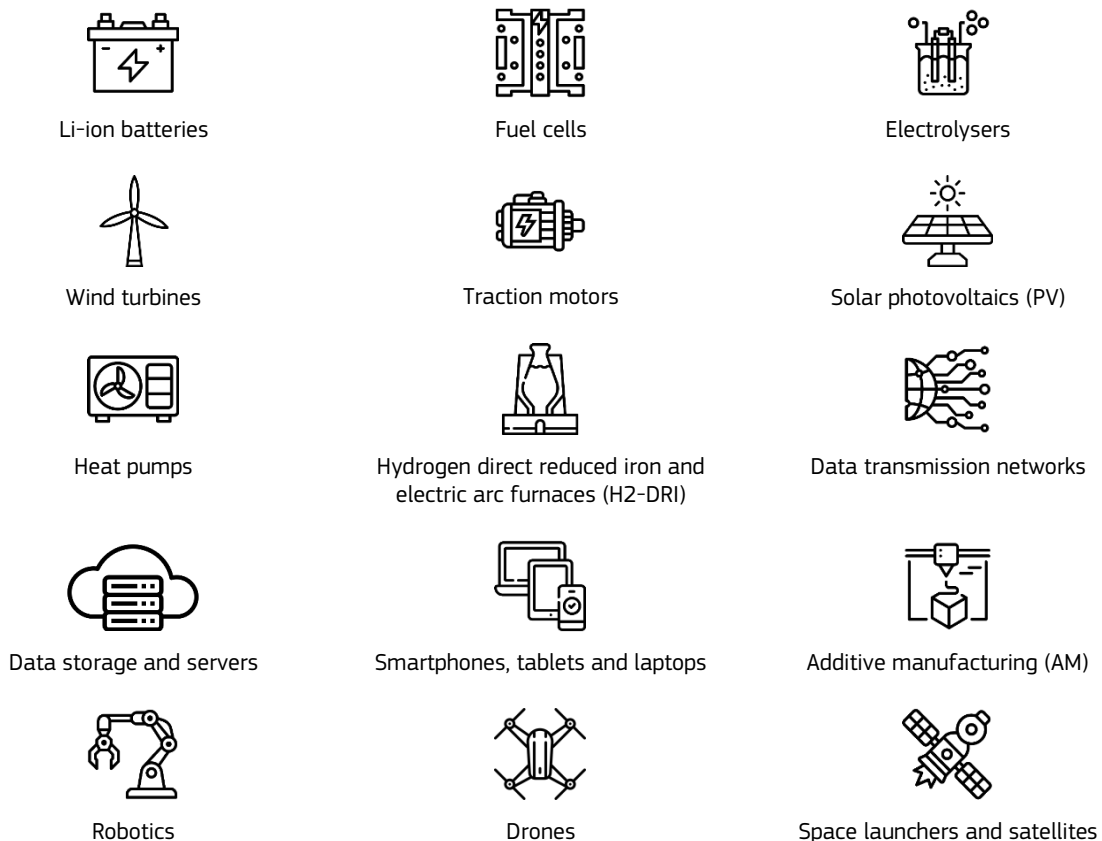 Li-ion batteries
Fuel cells
Electrolysers
Wind turbines
Traction motors
Solar photovoltaics (PV)
Heat pumps
Hydrogen direct reduced iron and
electric arc furnaces (H2-DRI)
Data transmission networks
Data storage and servers
Smartphones, tablets and laptops
Additive manufacturing (AM)
Robotics
Drones
Space launchers and satellites